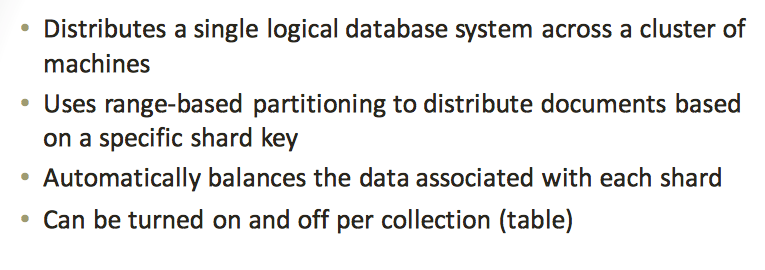 • Distributes a single logical database system across a cluster of
machines
• Uses range-based partitioning to distribute documents based
on a specific shard key
• Automatically balances the data associated with each shard
• Can be turned on and off per collection (table)